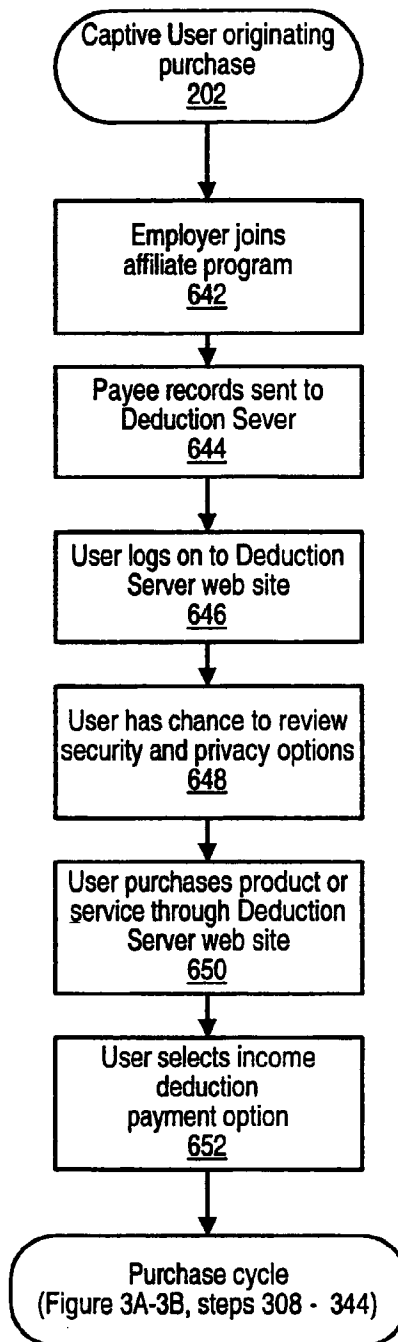 Captive User originating
purchase
202
Employer joins
affiliate program
642
Payee records sent to
Deduction Sever
644
User logs on to Deduction
Server web site
646
User has chance to review
security and privacy options
648
User purchases product or
service through Deduction
Server web site
650
User selects income
deduction
payment option
652
Purchase cycle
(Figure 3A-3B, steps 308 - 344)